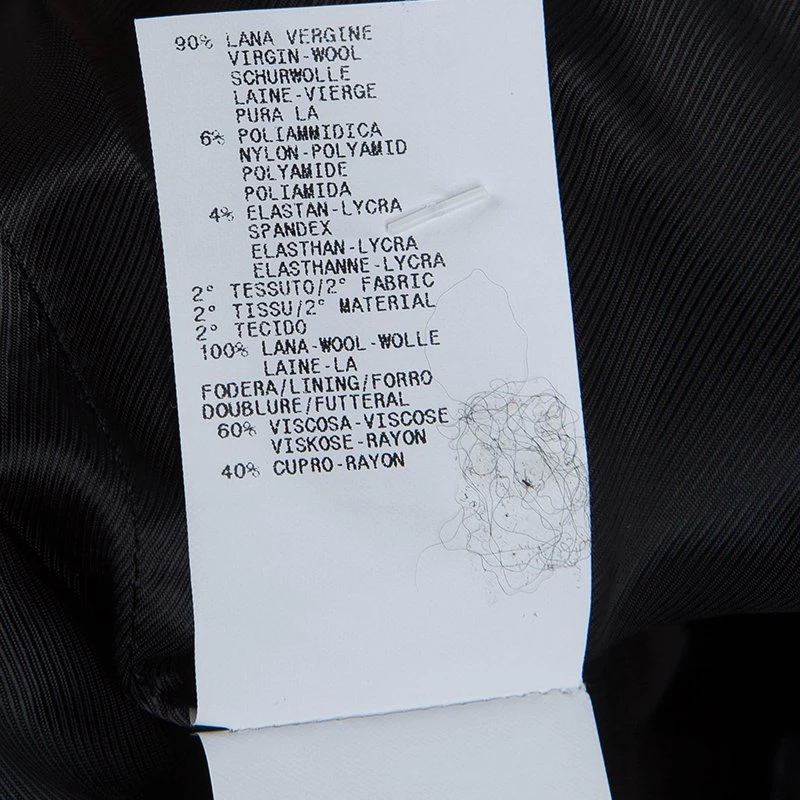 90% LANA VERGINE
VIRGIN-WOOL
SCHURWOLLE
LAINE-VIERGE
PURA LA
6% POLIAMMIDICA
NYLON-POLYAMID
POLYAMIDE
POLIAMIDA
4% ELASTAN-LYCRA
SPANDEX
ELASTHAN-LYCRA
ELASTHANNE-LYCRA
2° TESSUTO/2° FABRIC
2° TISSU/2° MATERIAL
2° TECIDO
100% LANA-WOOL-WOLLE
LAINE-LA
FODERA/LINING/FORRO
DOUBLURE/FUTTERAL
60% VISCOSA-VISCOSE
VISKOSE-RAYON
40% CUPRO-RAYON